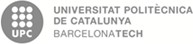 UNIVERSITAT POLITÈCNICA
DE CATALUNYA
BARCELONATECH
UPC